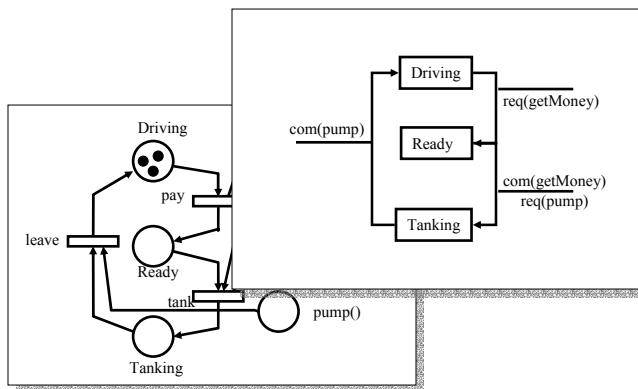 Driving
req(getMoney)
com(pump)
Ready
com(getMoney)
req(pump)
Tanking
Driving
pay
leave
Ready
tank
pump()
Tanking